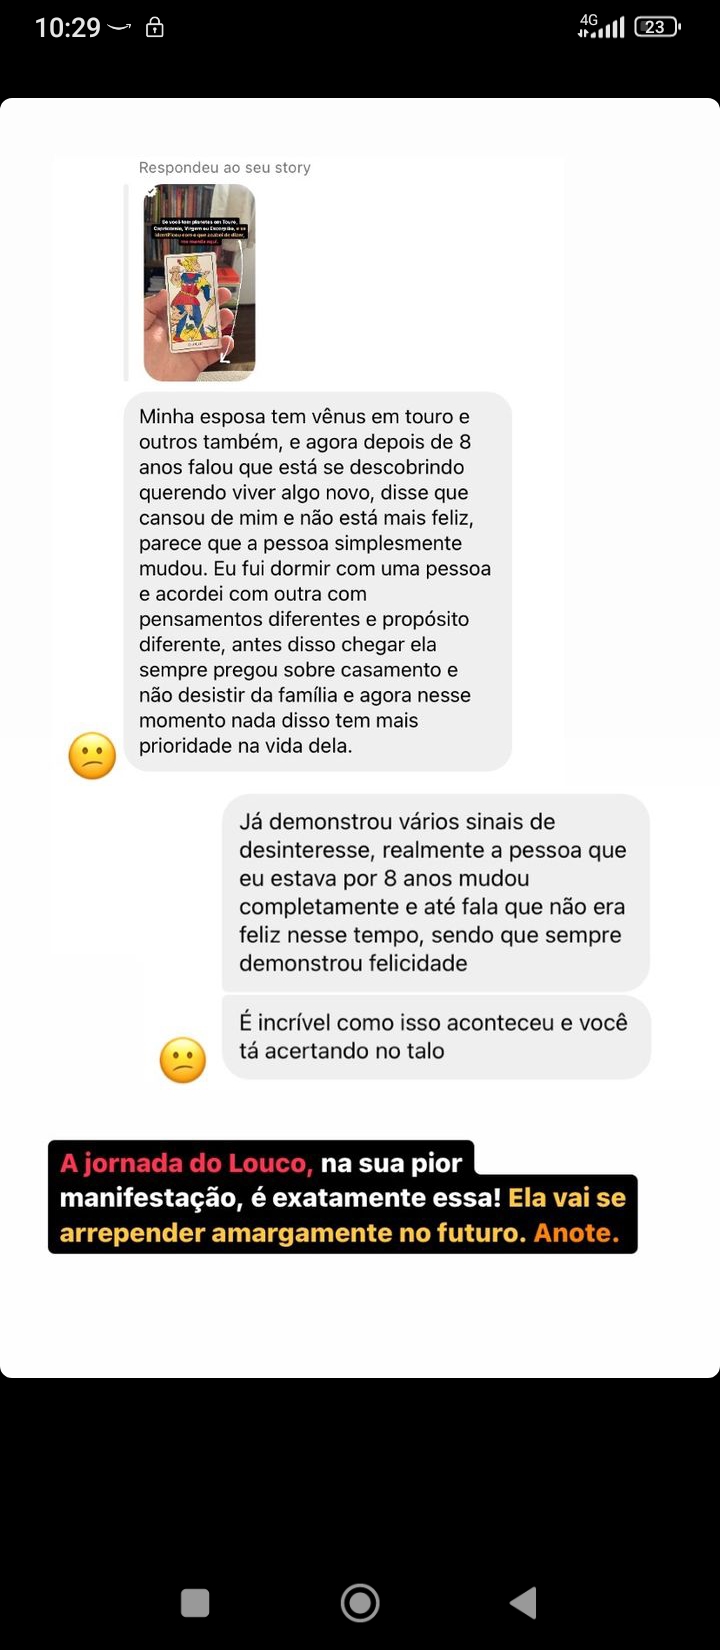 10:29
4G
23
Respondeu ao seu story
Se você tem planetas em Touro,
Capricórnio, Virgem ou Escorpião, e se
identificou com o que acabei de dizer,
me manda aqui.
Minha esposa tem vênus em touro e
outros também, e agora depois de 8
anos falou que está se descobrindo
querendo viver algo novo, disse que
cansou de mim e não está mais feliz,
parece que a pessoa simplesmente
mudou. Eu fui dormir com uma pessoa
e acordei com outra com
pensamentos diferentes e propósito
diferente, antes disso chegar ela
sempre pregou sobre casamento e
não desistir da família e agora nesse
momento nada disso tem mais
prioridade na vida dela.
Já demonstrou vários sinais de
desinteresse, realmente a pessoa que
eu estava por 8 anos mudou
completamente e até fala que não era
feliz nesse tempo, sendo que sempre
demonstrou felicidade
É incrível como isso aconteceu e você
tá acertando no talo
A jornada do Louco, na sua pior
manifestação, é exatamente essa! Ela vai se
arrepender amargamente no futuro. Anote.